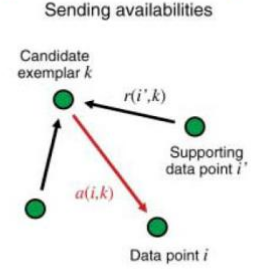 Sending availabilities
Candidate
exemplar k
r(i',k)
Supporting
data point i'
a(i,k)
Data point i